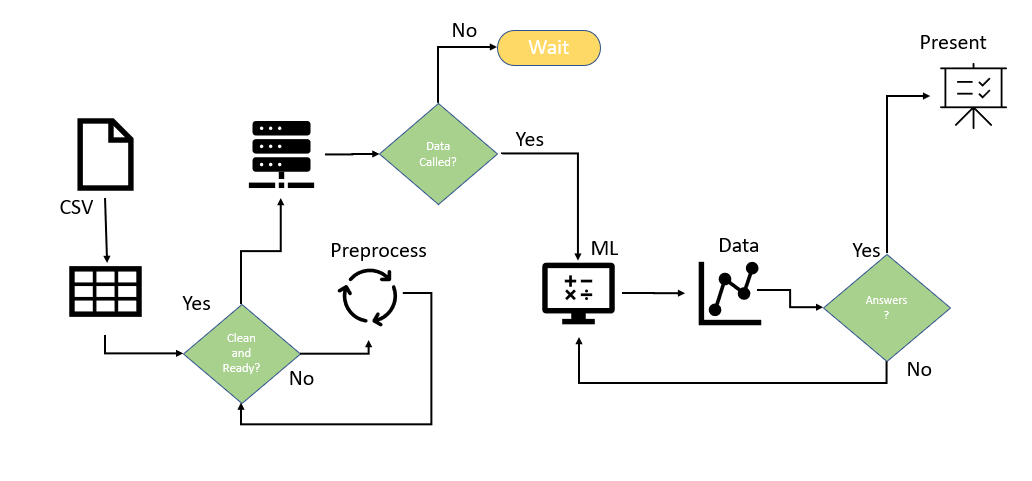 No
Wait
Present
Data
Called?
Yes
CSV
ML
Data
Preprocess
Yes
Yes
Answers
?
Clean
and
Ready?
No
No